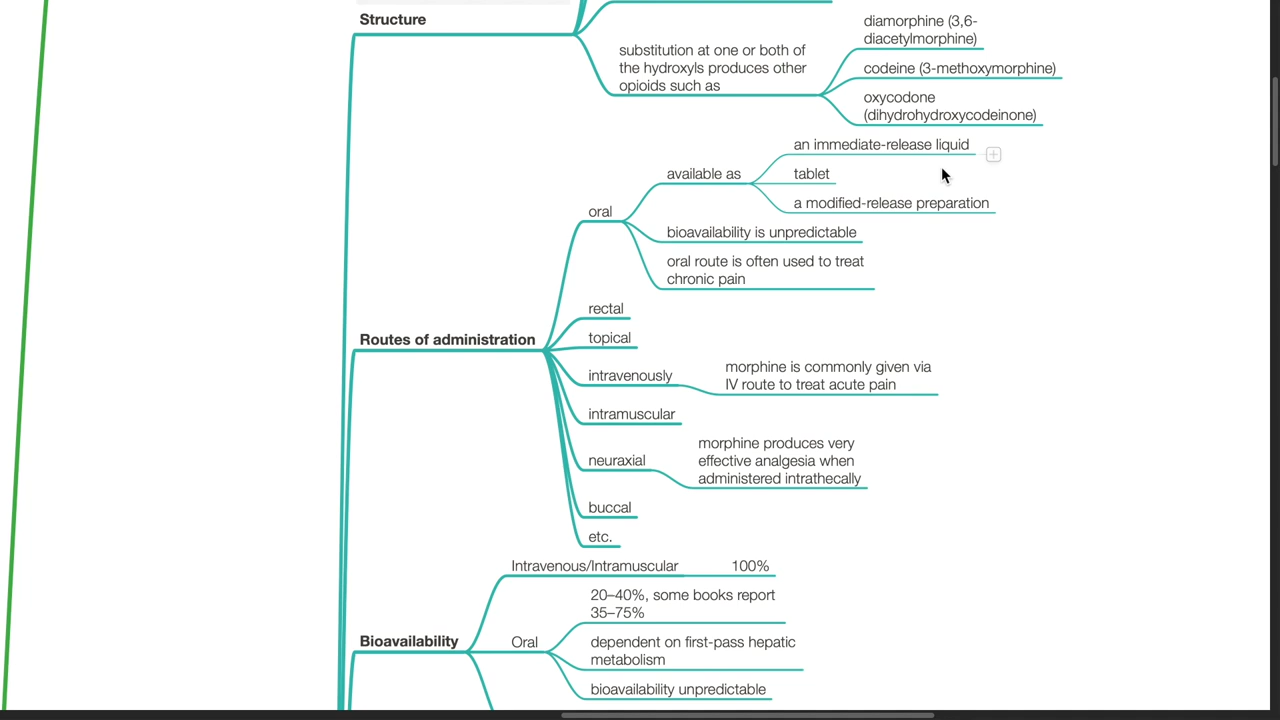 Structure
substitution at one or both of
the hydroxyls produces other
opioids such as
diamorphine (3,6-
diacetylmorphine)
codeine (3-methoxymorphine)
oxycodone
(dihydrohydroxycodeinone)
Routes of administration
oral
available as
an immediate-release liquid
tablet
a modified-release preparation
bioavailability is unpredictable
oral route is often used to treat
chronic pain
rectal
topical
intravenously
morphine is commonly given via
IV route to treat acute pain
intramuscular
neuraxial
morphine produces very
effective analgesia when
administered intrathecally
buccal
etc.
Bioavailability
Intravenous/Intramuscular
100%
Oral
20–40%, some books report
35–75%
dependent on first-pass hepatic
metabolism
bioavailability unpredictable